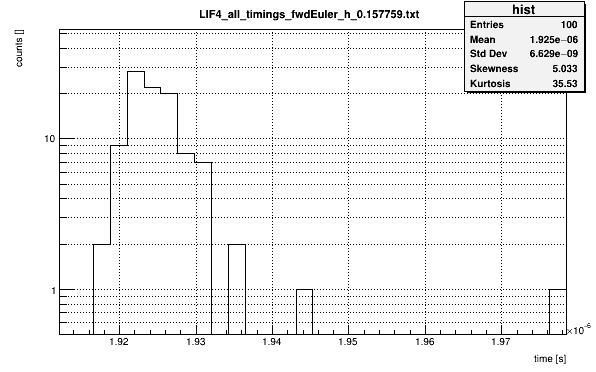 LIF4_all_timings_fwdEuler_h_0.157759.txt
hist
Entries 100
Mean 1.925e−06
Std Dev 6.629e−09
Skewness 5.033
Kurtosis 35.53
counts []
10
1
1.92 1.93 1.94 1.95 1.96 1.97
×10⁻⁶
time [s]